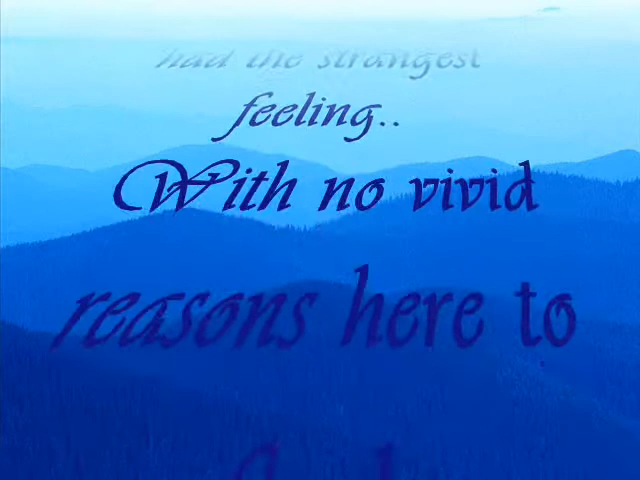 had the strangest
feeling..
With no vivid
reasons here to